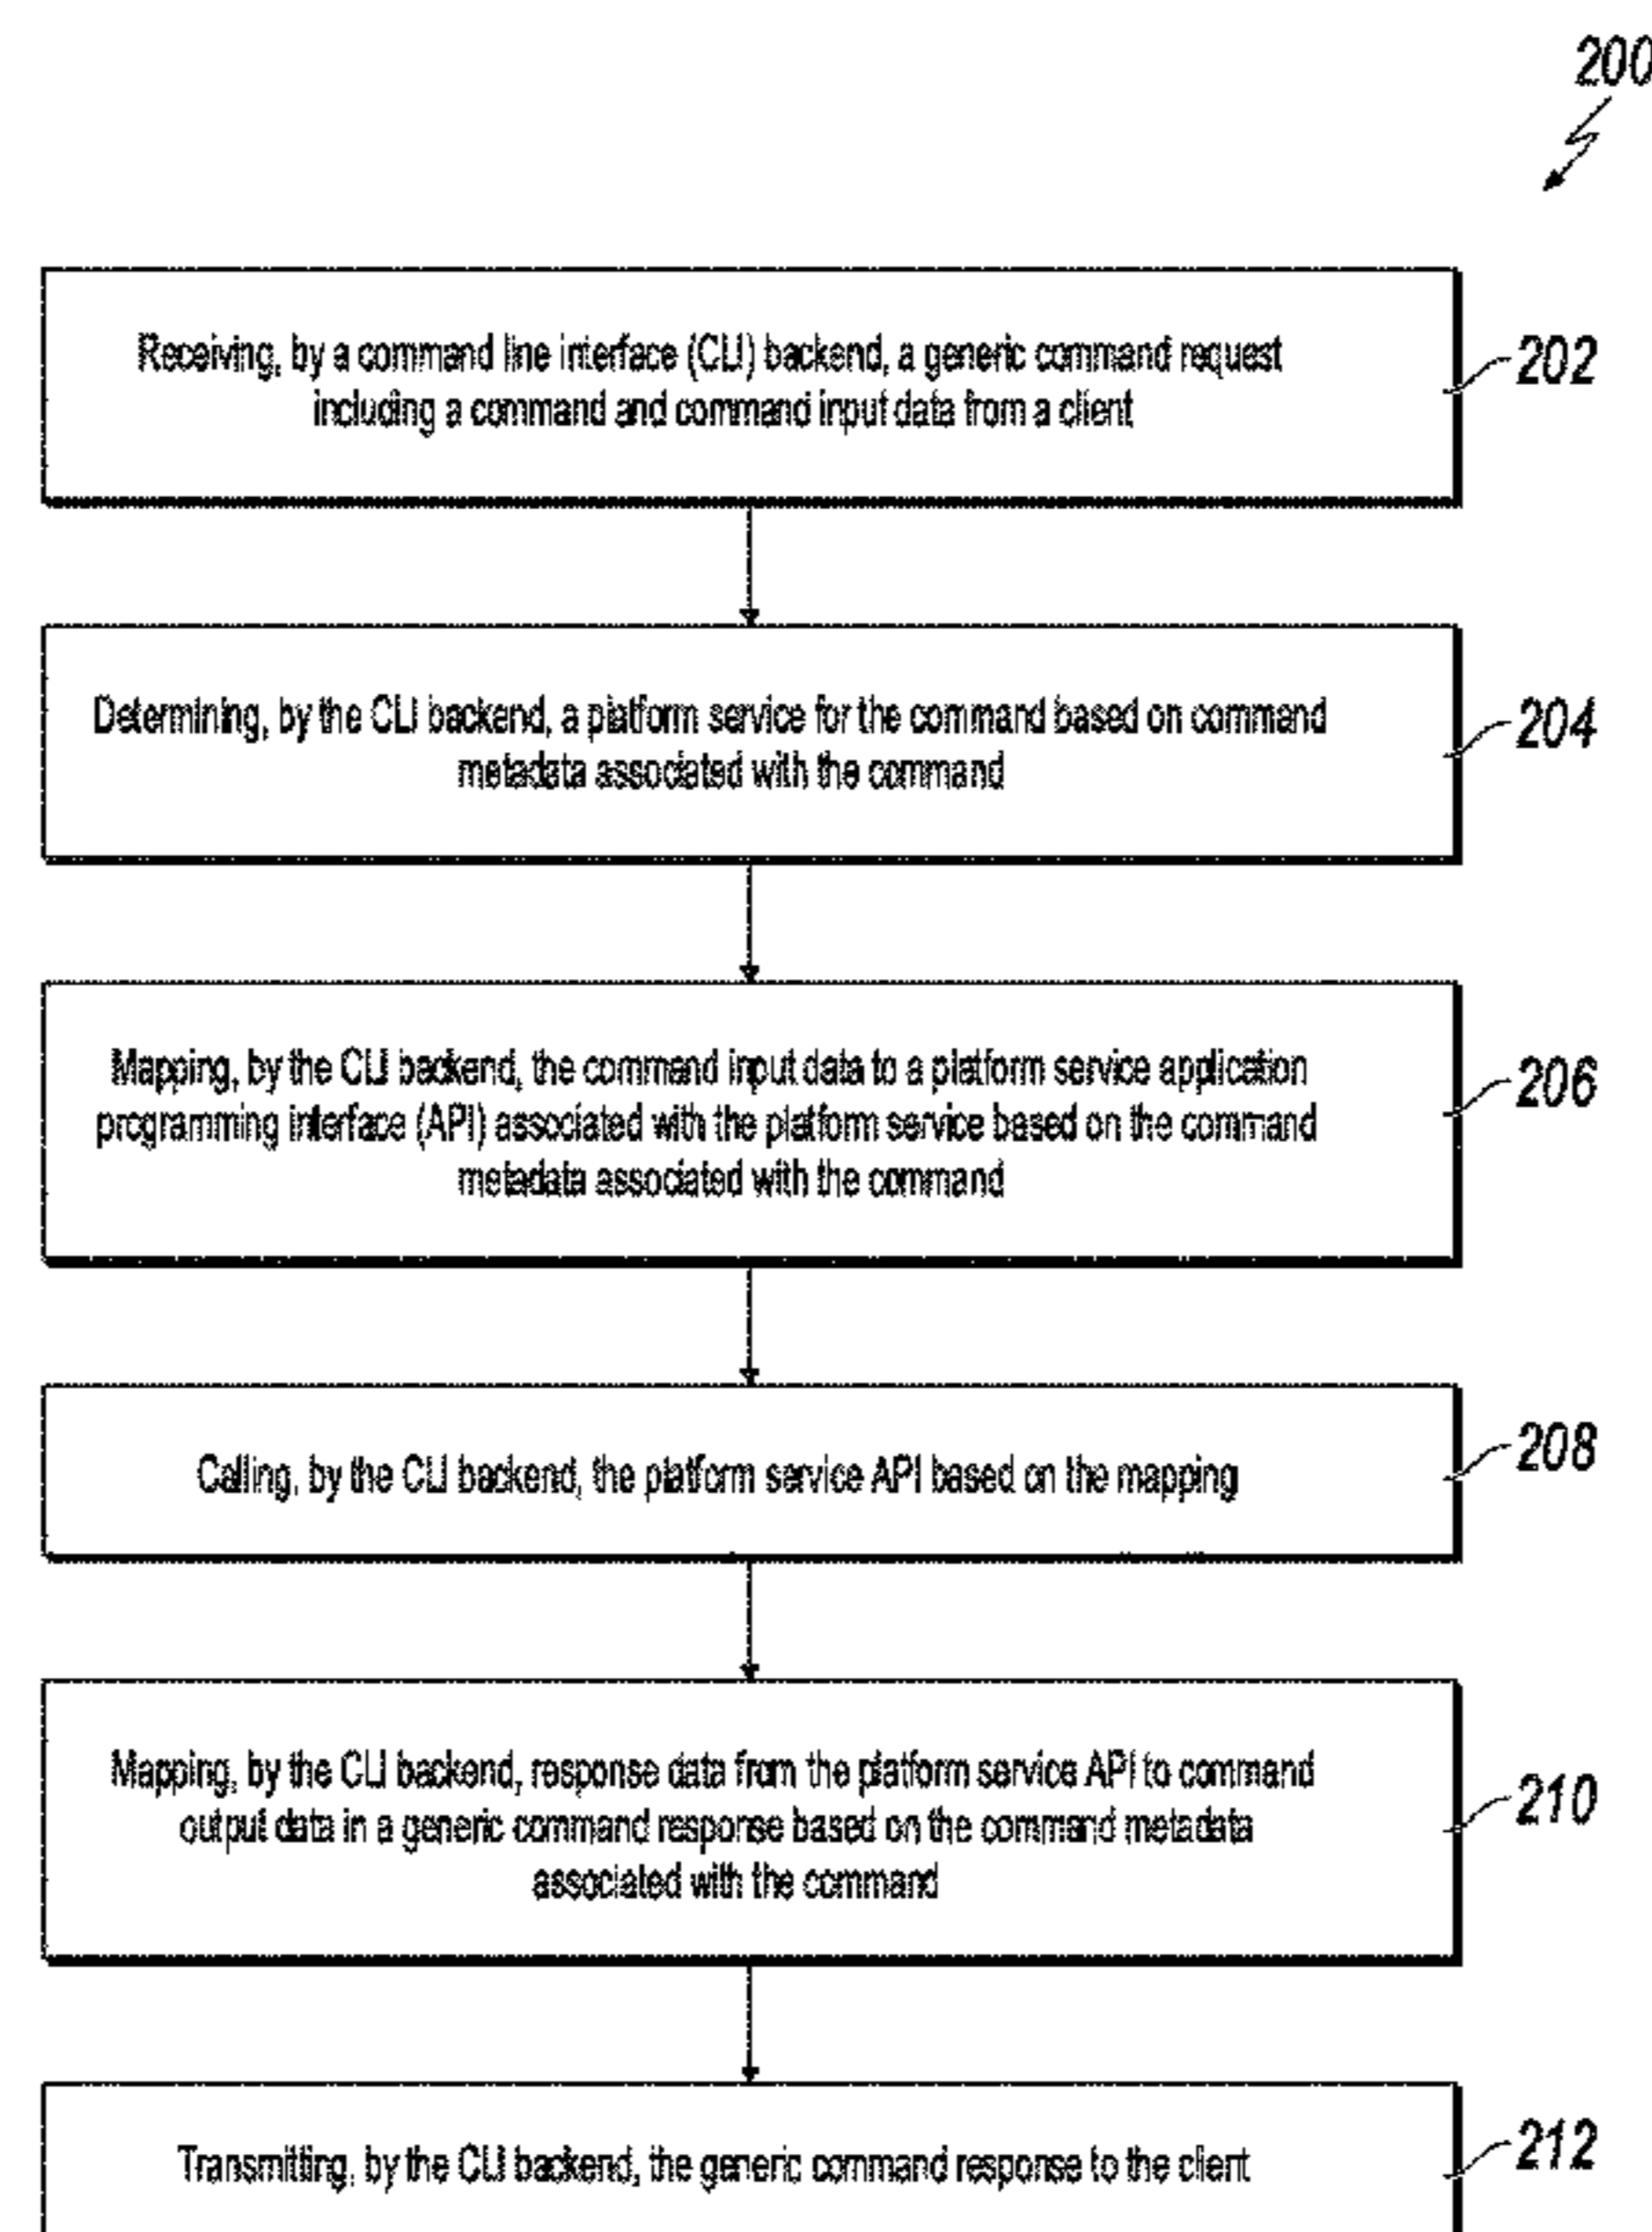 200
Receiving, by a command line interface (CLI) backend, a generic command request
including a command and command input data from a client
202
Determining, by the CLI backend, a platform service for the command based on command
metadata associated with the command
204
Mapping, by the CLI backend, the command input data to a platform service application
programming interface (API) associated with the platform service based on the command
metadata associated with the command
206
Calling, by the CLI backend, the platform service API based on the mapping
208
Mapping, by the CLI backend, response data from the platform service API to command
output data in a generic command response based on the command metadata
associated with the command
210
Transmitting, by the CLI backend, the generic command response to the client
212